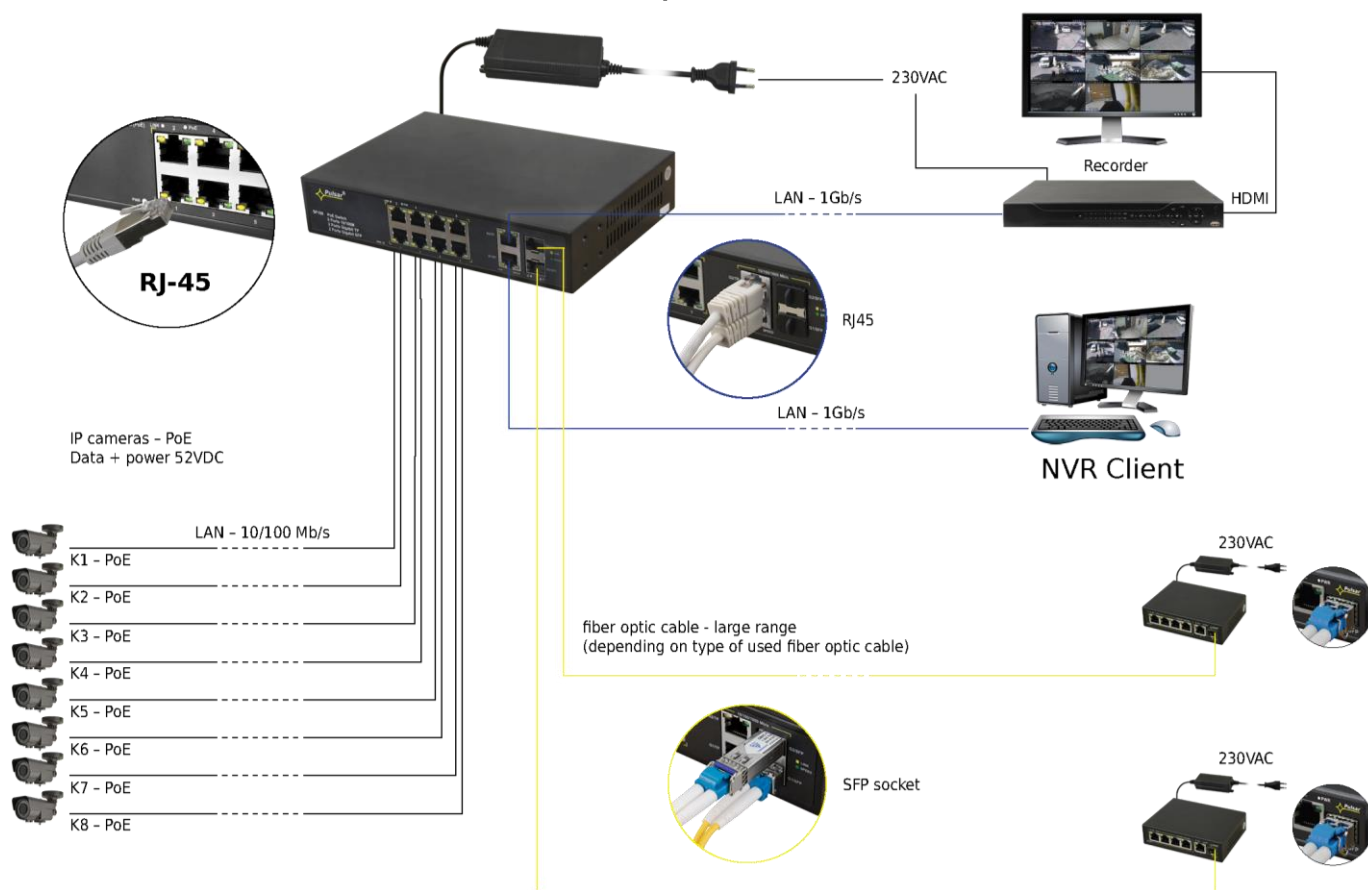 230VAC
Recorder
HDMI
LAN – 1Gb/s
Pulsar®
RJ-45
RJ45
LAN – 1Gb/s
NVR Client
IP cameras – PoE
Data + power 52VDC
LAN – 10/100 Mb/s
K1 – PoE
K2 – PoE
K3 – PoE
K4 – PoE
K5 – PoE
K6 – PoE
K7 – PoE
K8 – PoE
230VAC
fiber optic cable - large range
(depending on type of used fiber optic cable)
SFP socket
230VAC